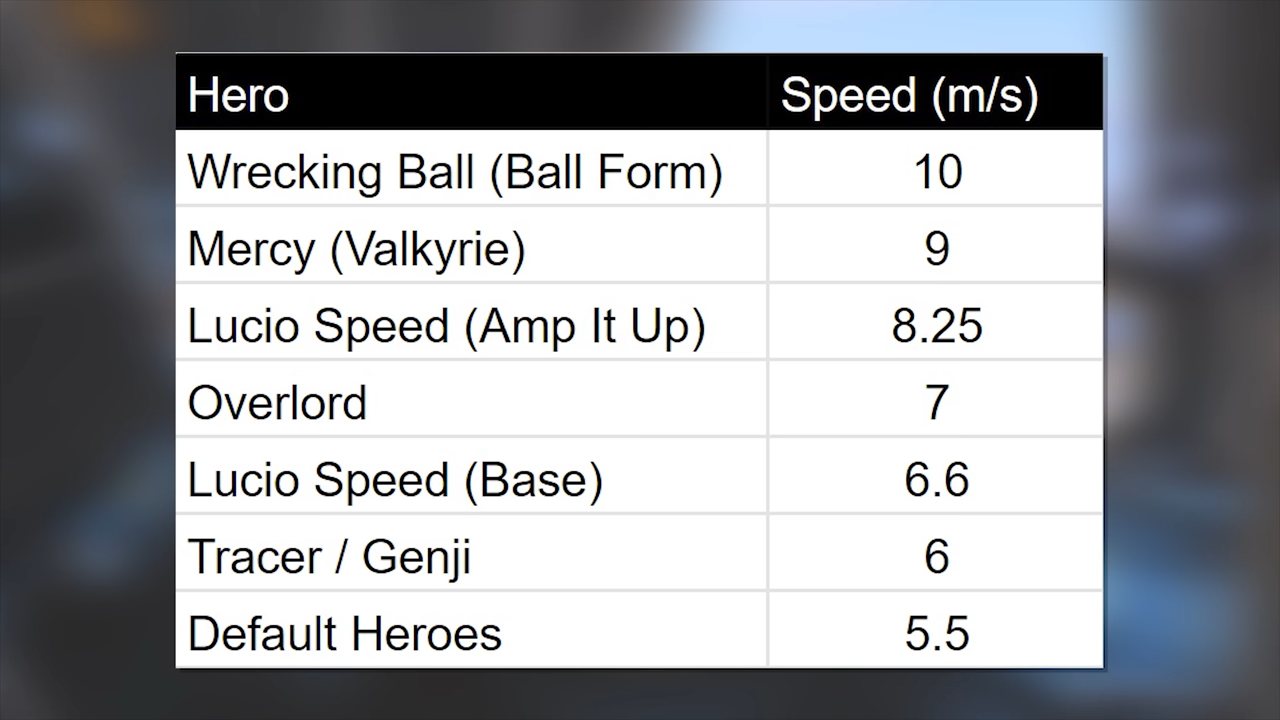 Hero Speed (m/s)
Wrecking Ball (Ball Form) 10
Mercy (Valkyrie) 9
Lucio Speed (Amp It Up) 8.25
Overlord 7
Lucio Speed (Base) 6.6
Tracer / Genji 6
Default Heroes 5.5